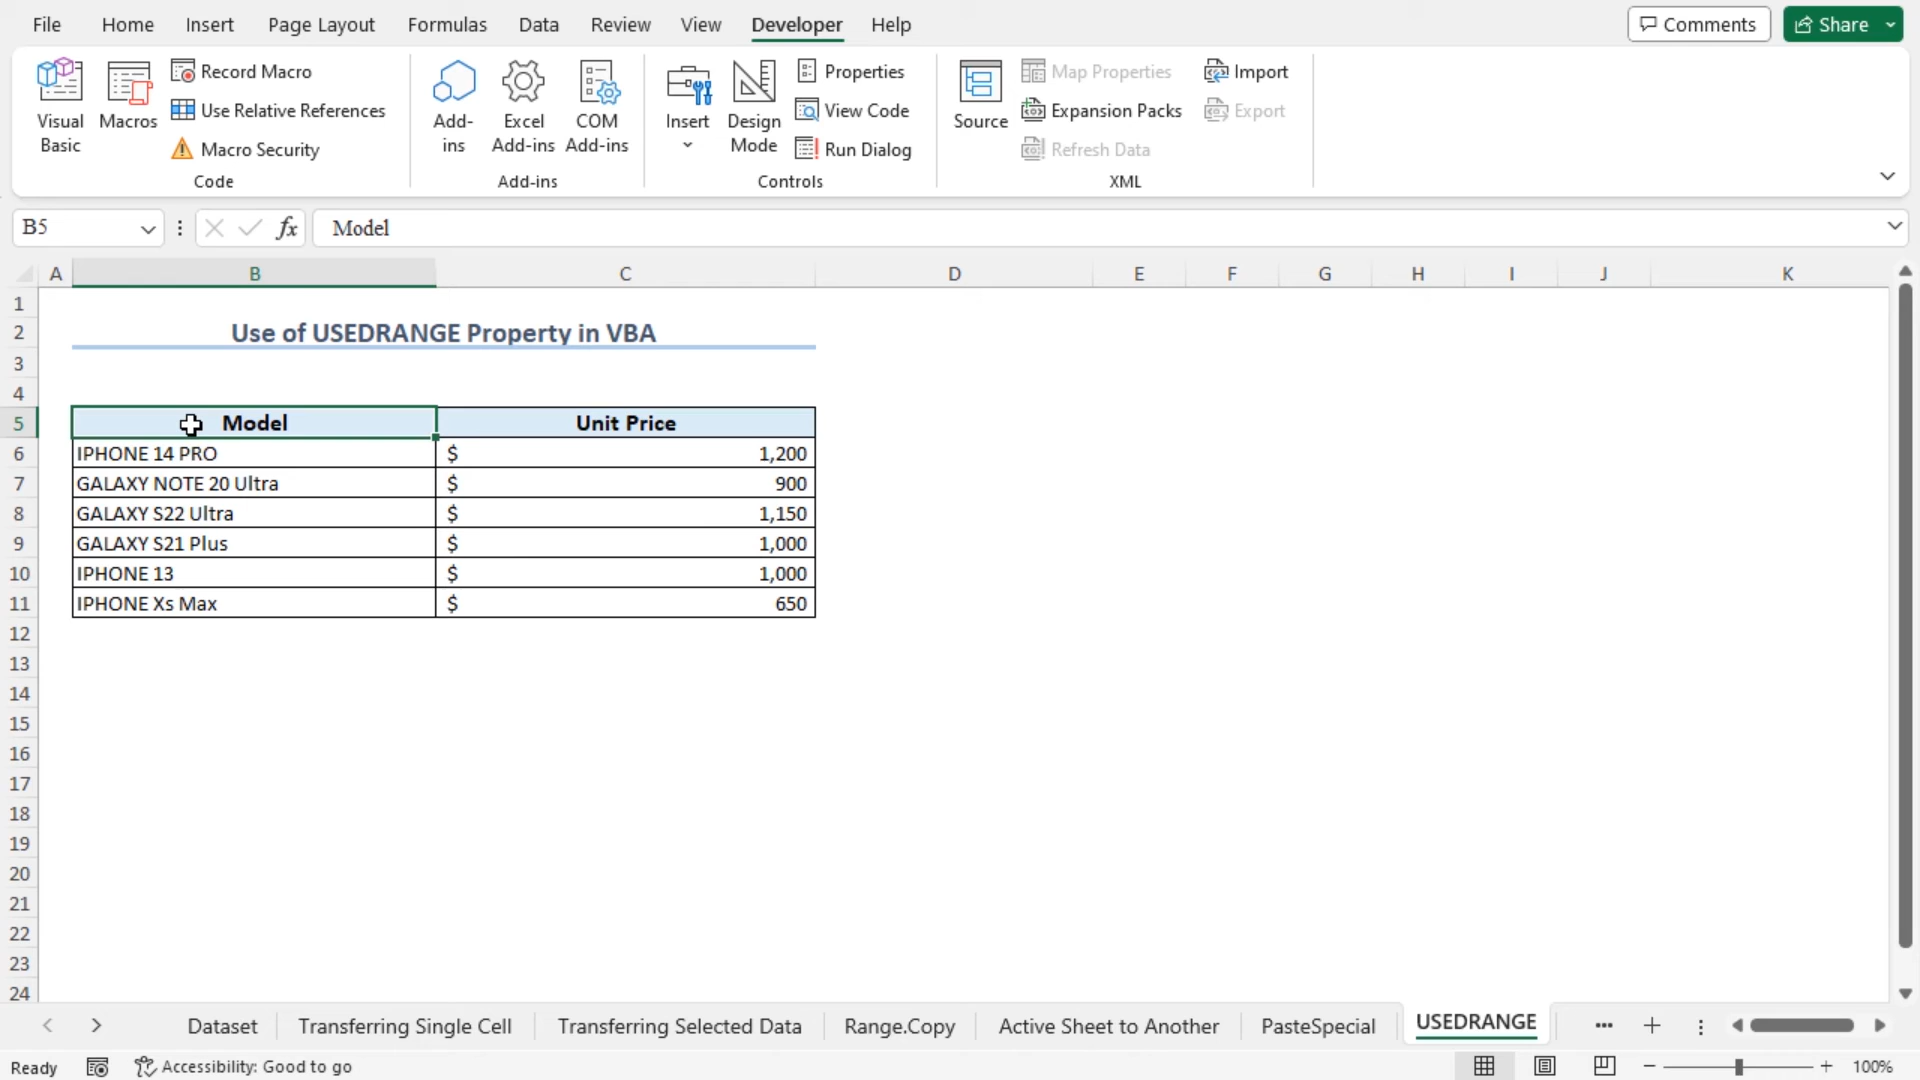 File Home Insert Page Layout Formulas Data Review View Developer Help Comments Share
Visual Basic
Macros
Record Macro
Use Relative References
Macro Security
Code
Add-ins
Excel Add-ins
COM Add-ins
Add-ins
Insert
Design Mode
Properties
View Code
Run Dialog
Controls
Source
Map Properties
Expansion Packs
Refresh Data
Import
Export
XML
B5 fx Model
A B C D E F G H I J K
1
2 Use of USEDRANGE Property in VBA
3
4
5 Model Unit Price
6 IPHONE 14 PRO $ 1,200
7 GALAXY NOTE 20 Ultra $ 900
8 GALAXY S22 Ultra $ 1,150
9 GALAXY S21 Plus $ 1,000
10 IPHONE 13 $ 1,000
11 IPHONE Xs Max $ 650
12
13
14
15
16
17
18
19
20
21
22
23
24
Dataset Transferring Single Cell Transferring Selected Data Range.Copy Active Sheet to Another PasteSpecial USEDRANGE
Ready Accessibility: Good to go 100%